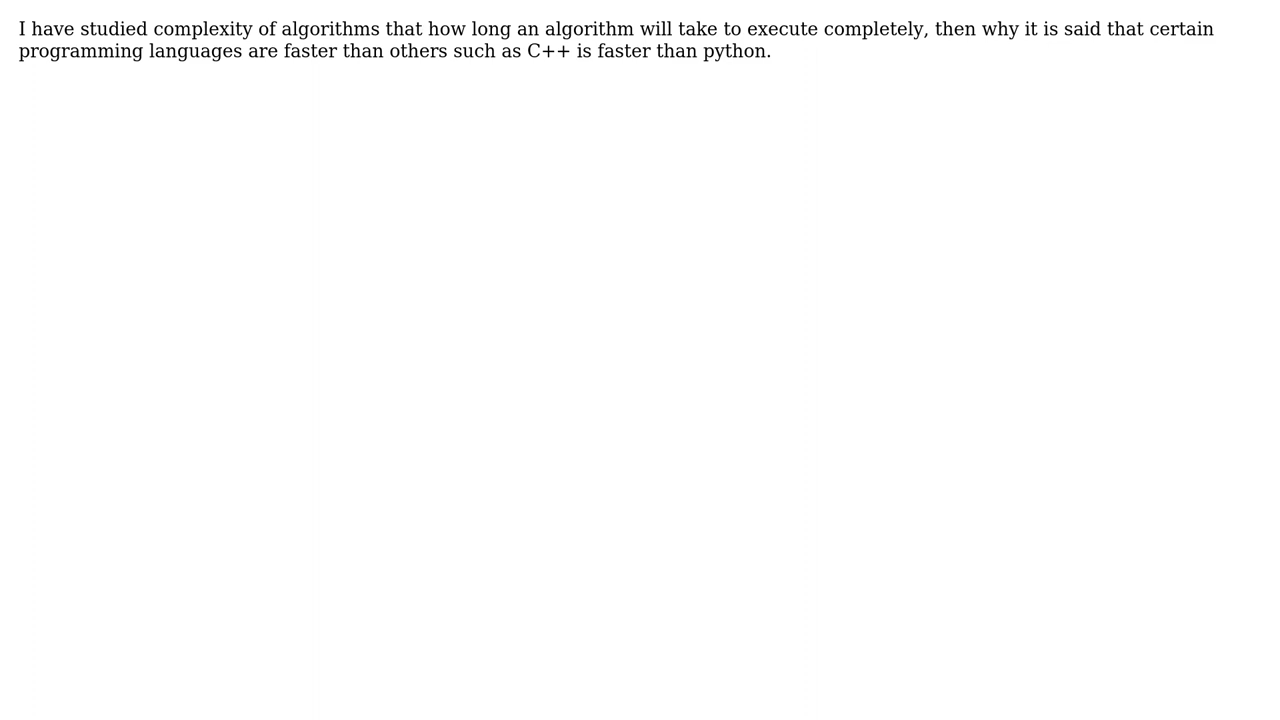 I have studied complexity of algorithms that how long an algorithm will take to execute completely, then why it is said that certain
programming languages are faster than others such as C++ is faster than python.